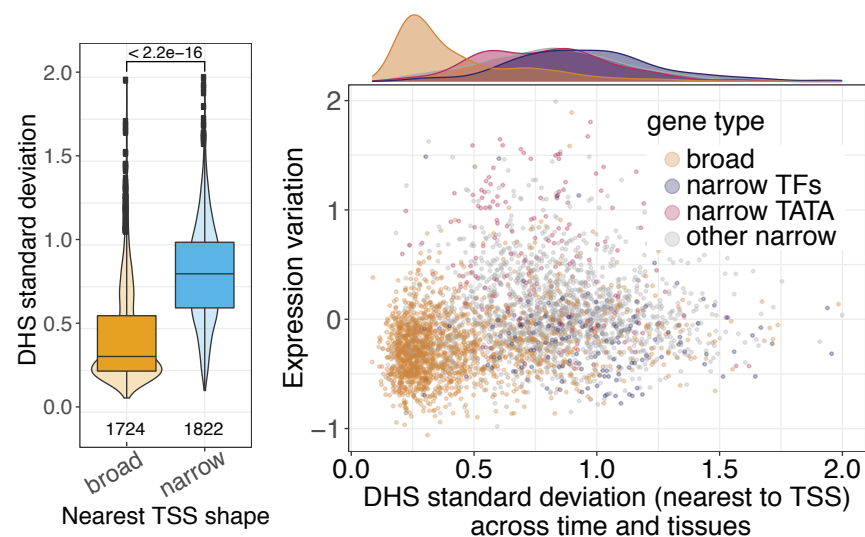 DHS standard deviation
2.0
1.5
1.0
0.5
0.0
< 2.2e−16
1724
1822
broad
narrow
Nearest TSS shape
Expression variation
2
1
0
−1
gene type
broad
narrow TFs
narrow TATA
other narrow
0.0
0.5
1.0
1.5
2.0
DHS standard deviation (nearest to TSS)
across time and tissues